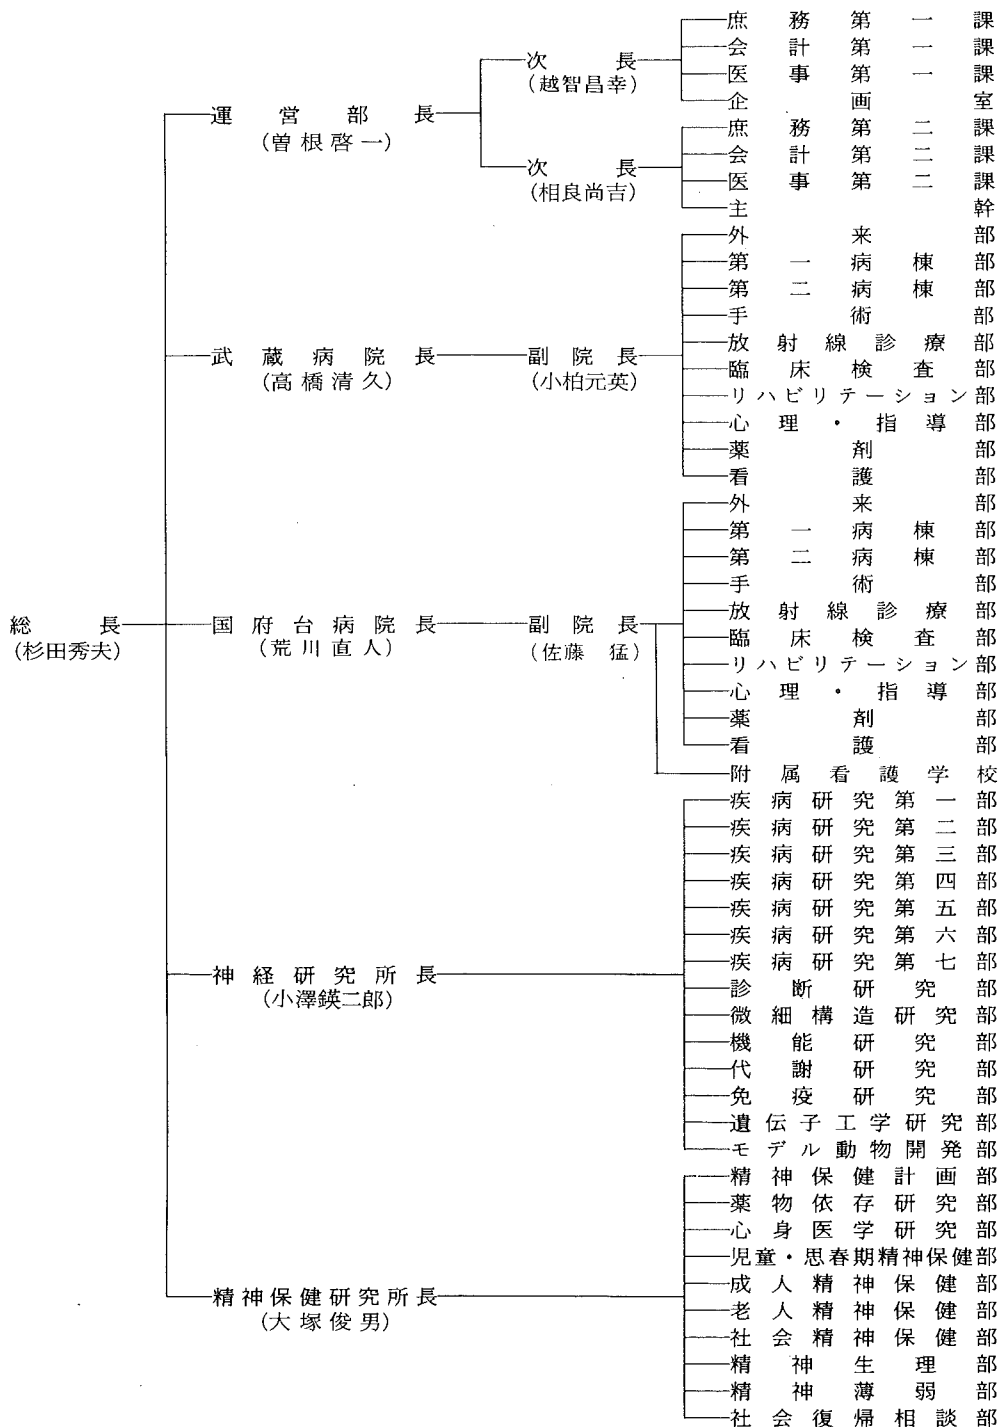 総長
(杉田秀夫)
運営部長
(曽根啓一)
次長
(越智昌幸)
庶務第一課
会計第一課
医事第一課
企画室
次長
(相良尚吉)
庶務第二課
会計第二課
医事第二課
主幹
武蔵病院長
(高橋清久)
副院長
(小柏元英)
外来部
第一病棟部
第二病棟部
手術部
放射線診療部
臨床検査部
リハビリテーション部
心理・指導部
薬剤部
看護部
国府台病院長
(荒川直人)
副院長
(佐藤 猛)
外来部
第一病棟部
第二病棟部
手術部
放射線診療部
臨床検査部
リハビリテーション部
心理・指導部
薬剤部
看護部
附属看護学校
神経研究所長
(小澤鍈二郎)
疾病研究第一部
疾病研究第二部
疾病研究第三部
疾病研究第四部
疾病研究第五部
疾病研究第六部
疾病研究第七部
診断研究部
微細構造研究部
機能研究部
代謝研究部
免疫研究部
遺伝子工学研究部
モデル動物開発部
精神保健研究所長
(大塚俊男)
精神保健計画部
薬物依存研究部
心身医学研究部
児童・思春期精神保健部
成人精神保健部
老人精神保健部
社会精神保健部
精神生理部
精神薄弱部
社会復帰相談部